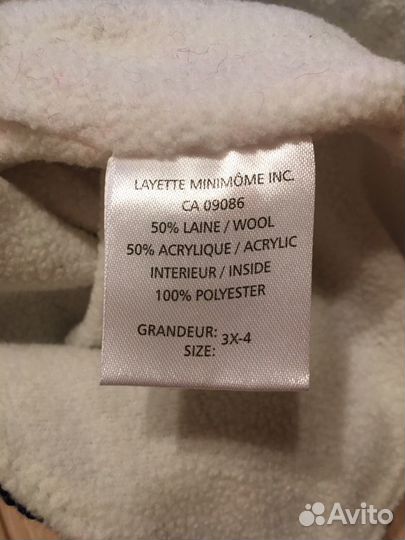 LAYETTE MINIMÔME INC.
CA 09086
50% LAINE / WOOL
50% ACRYLIQUE / ACRYLIC
INTERIEUR / INSIDE
100% POLYESTER
GRANDEUR: 3X-4
SIZE:
Avito